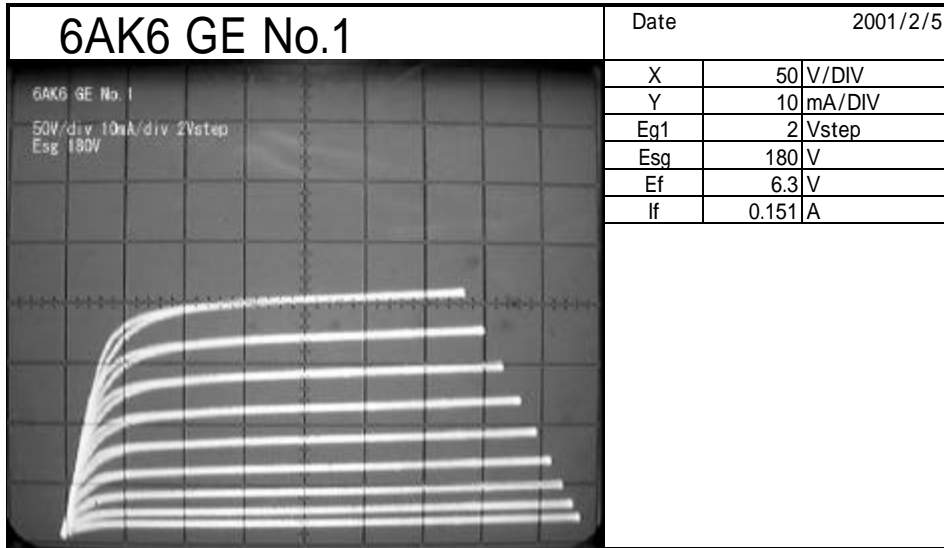 6AK6 GE No.1
Date 2001/2/5
6AK6 GE No.1
50V/div 10mA/div 2Vstep
Esg 180V
X 50 V/DIV
Y 10 mA/DIV
Eg1 2 Vstep
Esg 180 V
Ef 6.3 V
If 0.151 A